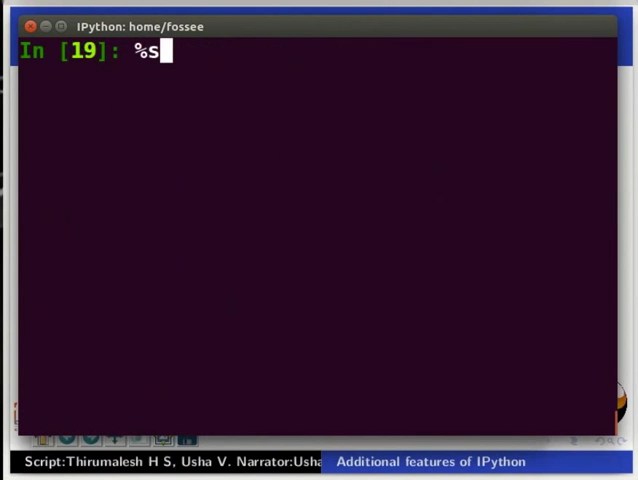 IPython: home/fossee
In [19]: %s
Script:Thirumalesh H S, Usha V. Narrator:Usha
Additional features of IPython